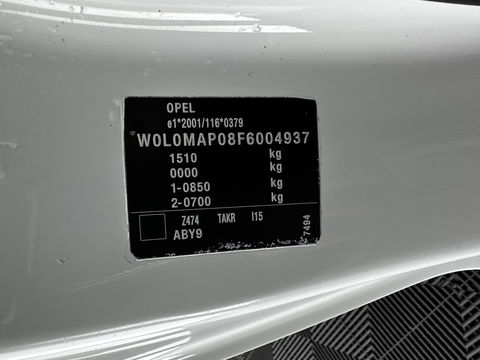 OPEL
e1*2001/116*0379
W0L0MAP08F6004937
1510 kg
0000 kg
1-0850 kg
2-0700 kg
Z474 TAKR I15
ABY9
7494